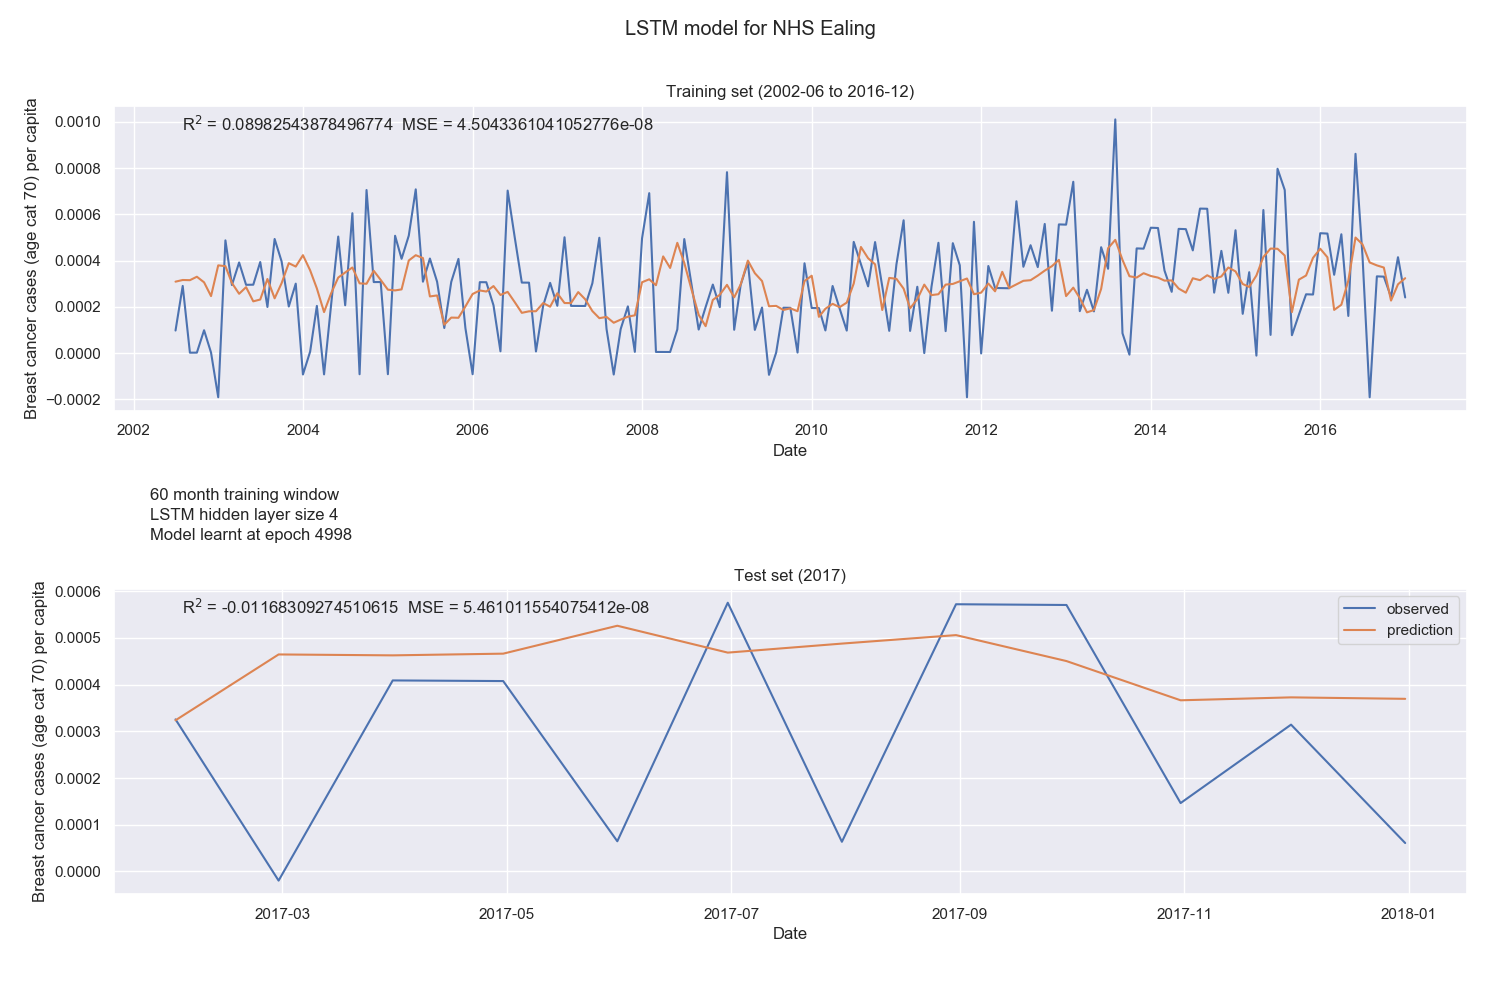 LSTM model for NHS Ealing
Training set (2002-06 to 2016-12)
R² = 0.08982543878496774 MSE = 4.5043361041052776e-08
Breast cancer cases (age cat 70) per capita
0.0010
0.0008
0.0006
0.0004
0.0002
0.0000
−0.0002
2002 2004 2006 2008 2010 2012 2014 2016
Date
60 month training window
LSTM hidden layer size 4
Model learnt at epoch 4998
Test set (2017)
R² = -0.01168309274510615 MSE = 5.461011554075412e-08
observed
prediction
Breast cancer cases (age cat 70) per capita
0.0006
0.0005
0.0004
0.0003
0.0002
0.0001
0.0000
2017-03 2017-05 2017-07 2017-09 2017-11 2018-01
Date